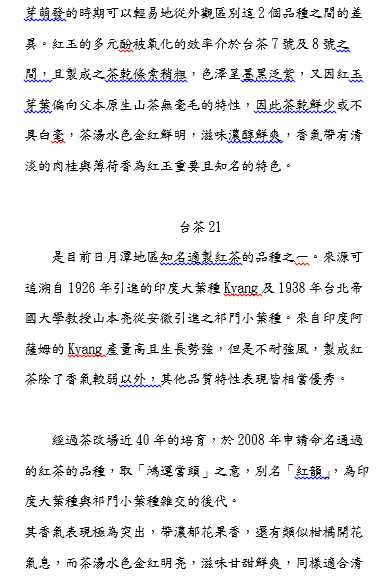 芽萌發的時期可以輕易地從外觀區別這 2 個品種之間的差
異。紅玉的多元酚被氧化的效率介於台茶 7 號及 8 號之
間，且製成之茶乾條索稍粗，色澤呈墨黑泛紫，又因紅玉
芽葉偏向父本原生山茶無毫毛的特性，因此茶乾鮮少或不
具白毫，茶湯水色金紅鮮明，滋味濃醇鮮爽，香氣帶有清
淡的肉桂與薄荷香為紅玉重要且知名的特色。
台茶 21
是目前日月潭地區知名適製紅茶的品種之一。來源可
追溯自 1926 年引進的印度大葉種 Kyang 及 1938 年台北帝
國大學教授山本亮從安徽引進之祁門小葉種。來自印度阿
薩姆的 Kyang 產量高且生長勢強，但是不耐強風，製成紅
茶除了香氣較弱以外，其他品質特性表現皆相當優秀。
經過茶改場近 40 年的培育，於 2008 年申請命名通過
的紅茶的品種，取「鴻運當頭」之意，別名「紅韻」，為印
度大葉種與祁門小葉種雜交的後代。
其香氣表現極為突出，帶濃郁花果香，還有類似柑橘開花
氣息，而茶湯水色金紅明亮，滋味甘甜鮮爽，同樣適合清